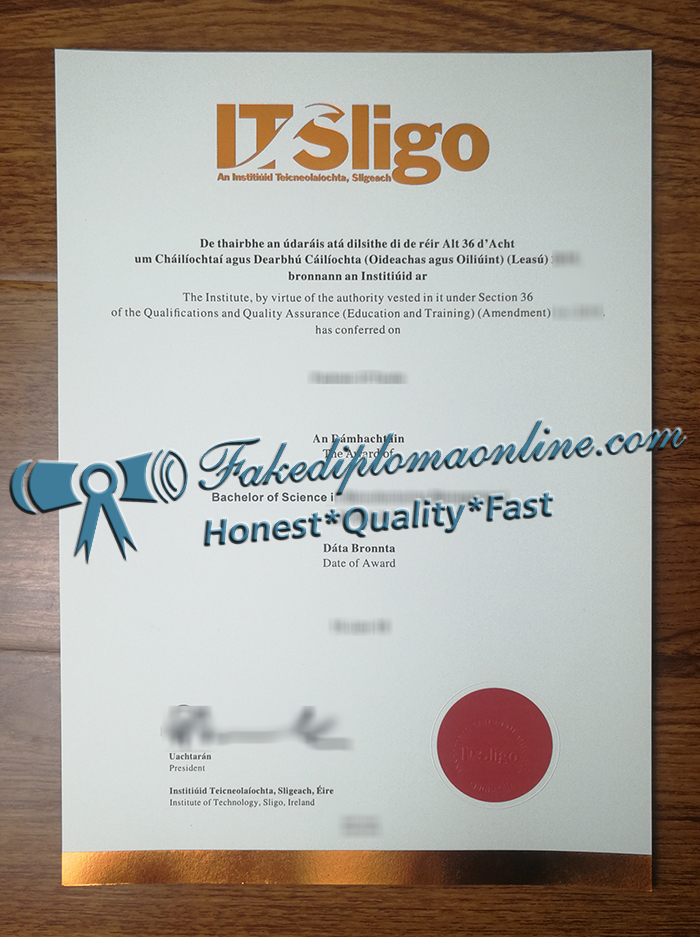 ITSligo
An Institiúid Teicneolaíochta, Sligeach
De thairbhe an údaráis atá dílsithe di de réir Alt 36 d'Acht
um Cháilíochtaí agus Dearbhú Cáilíochta (Oideachas agus Oiliúint) (Leasú)
bronnann an Institiúid ar
The Institute, by virtue of the authority vested in it under Section 36
of the Qualifications and Quality Assurance (Education and Training) (Amendment)
has conferred on
An Dámhachtain
The Award of
Fakediplomaonline.com
Bachelor of Science
Honest*Quality*Fast
Dáta Bronnta
Date of Award
Uachtarán
President
Institiúid Teicneolaíochta, Sligeach, Éire
Institute of Technology, Sligo, Ireland
ITSligo